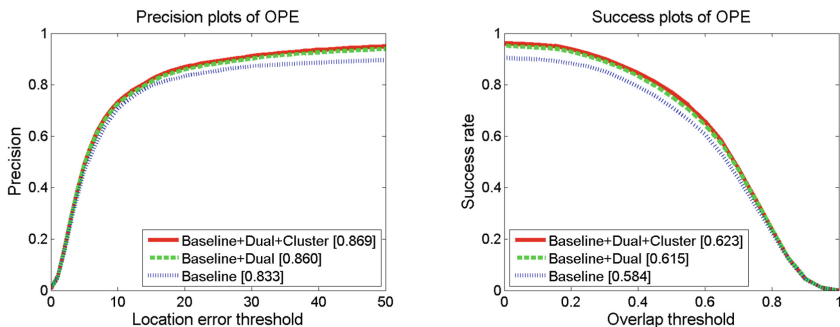 Precision plots of OPE
1
0.8
0.6
0.4
0.2
0
Precision
Baseline+Dual+Cluster [0.869]
Baseline+Dual [0.860]
Baseline [0.833]
0 10 20 30 40 50
Location error threshold
Success plots of OPE
1
0.8
0.6
0.4
0.2
0
Success rate
Baseline+Dual+Cluster [0.623]
Baseline+Dual [0.615]
Baseline [0.584]
0 0.2 0.4 0.6 0.8 1
Overlap threshold